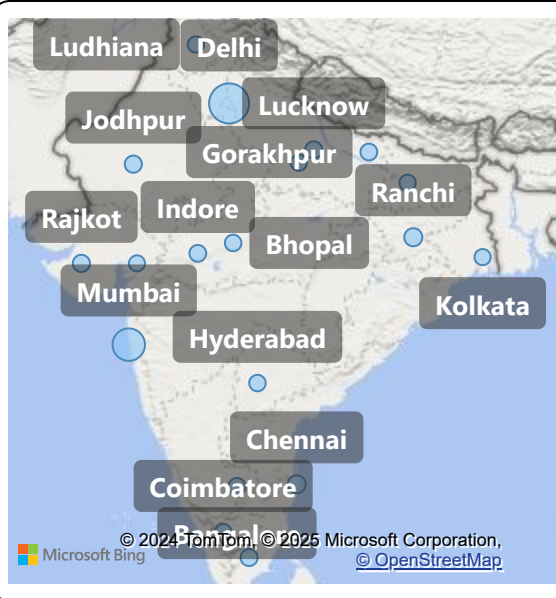 Ludhiana
Delhi
Lucknow
Jodhpur
Gorakhpur
Ranchi
Indore
Rajkot
Bhopal
Mumbai
Kolkata
Hyderabad
Chennai
Coimbatore
Bangalore
© 2024 TomTom, © 2025 Microsoft Corporation,
Microsoft Bing
© OpenStreetMap